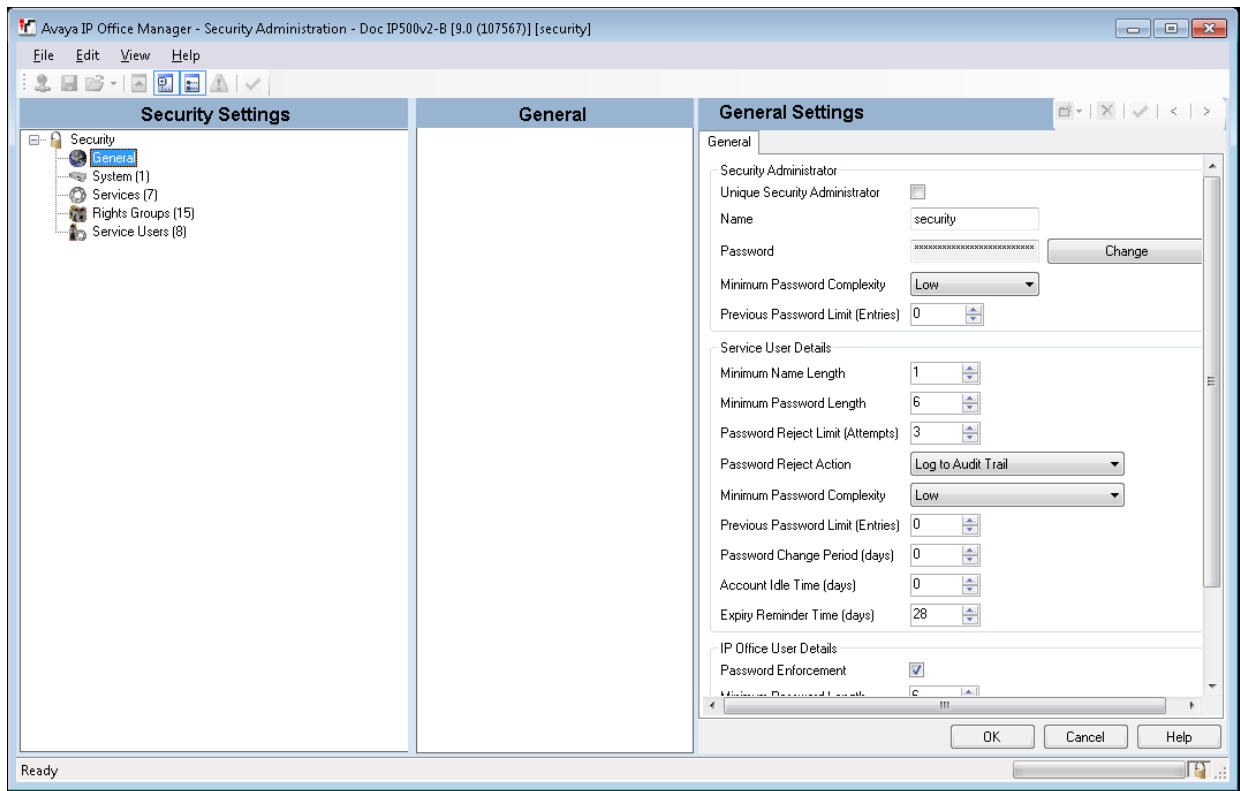 Avaya IP Office Manager - Security Administration - Doc IP500v2-B [9.0 (107567)] [security]
File Edit View Help
Security Settings
General
General Settings
Security
General
System (1)
Services (7)
Rights Groups (15)
Service Users (8)
General
Security Administrator
Unique Security Administrator
Name security
Password ************************** Change
Minimum Password Complexity Low
Previous Password Limit (Entries) 0
Service User Details
Minimum Name Length 1
Minimum Password Length 6
Password Reject Limit (Attempts) 3
Password Reject Action Log to Audit Trail
Minimum Password Complexity Low
Previous Password Limit (Entries) 0
Password Change Period (days) 0
Account Idle Time (days) 0
Expiry Reminder Time (days) 28
IP Office User Details
Password Enforcement
Minimum Password Length 6
OK Cancel Help
Ready